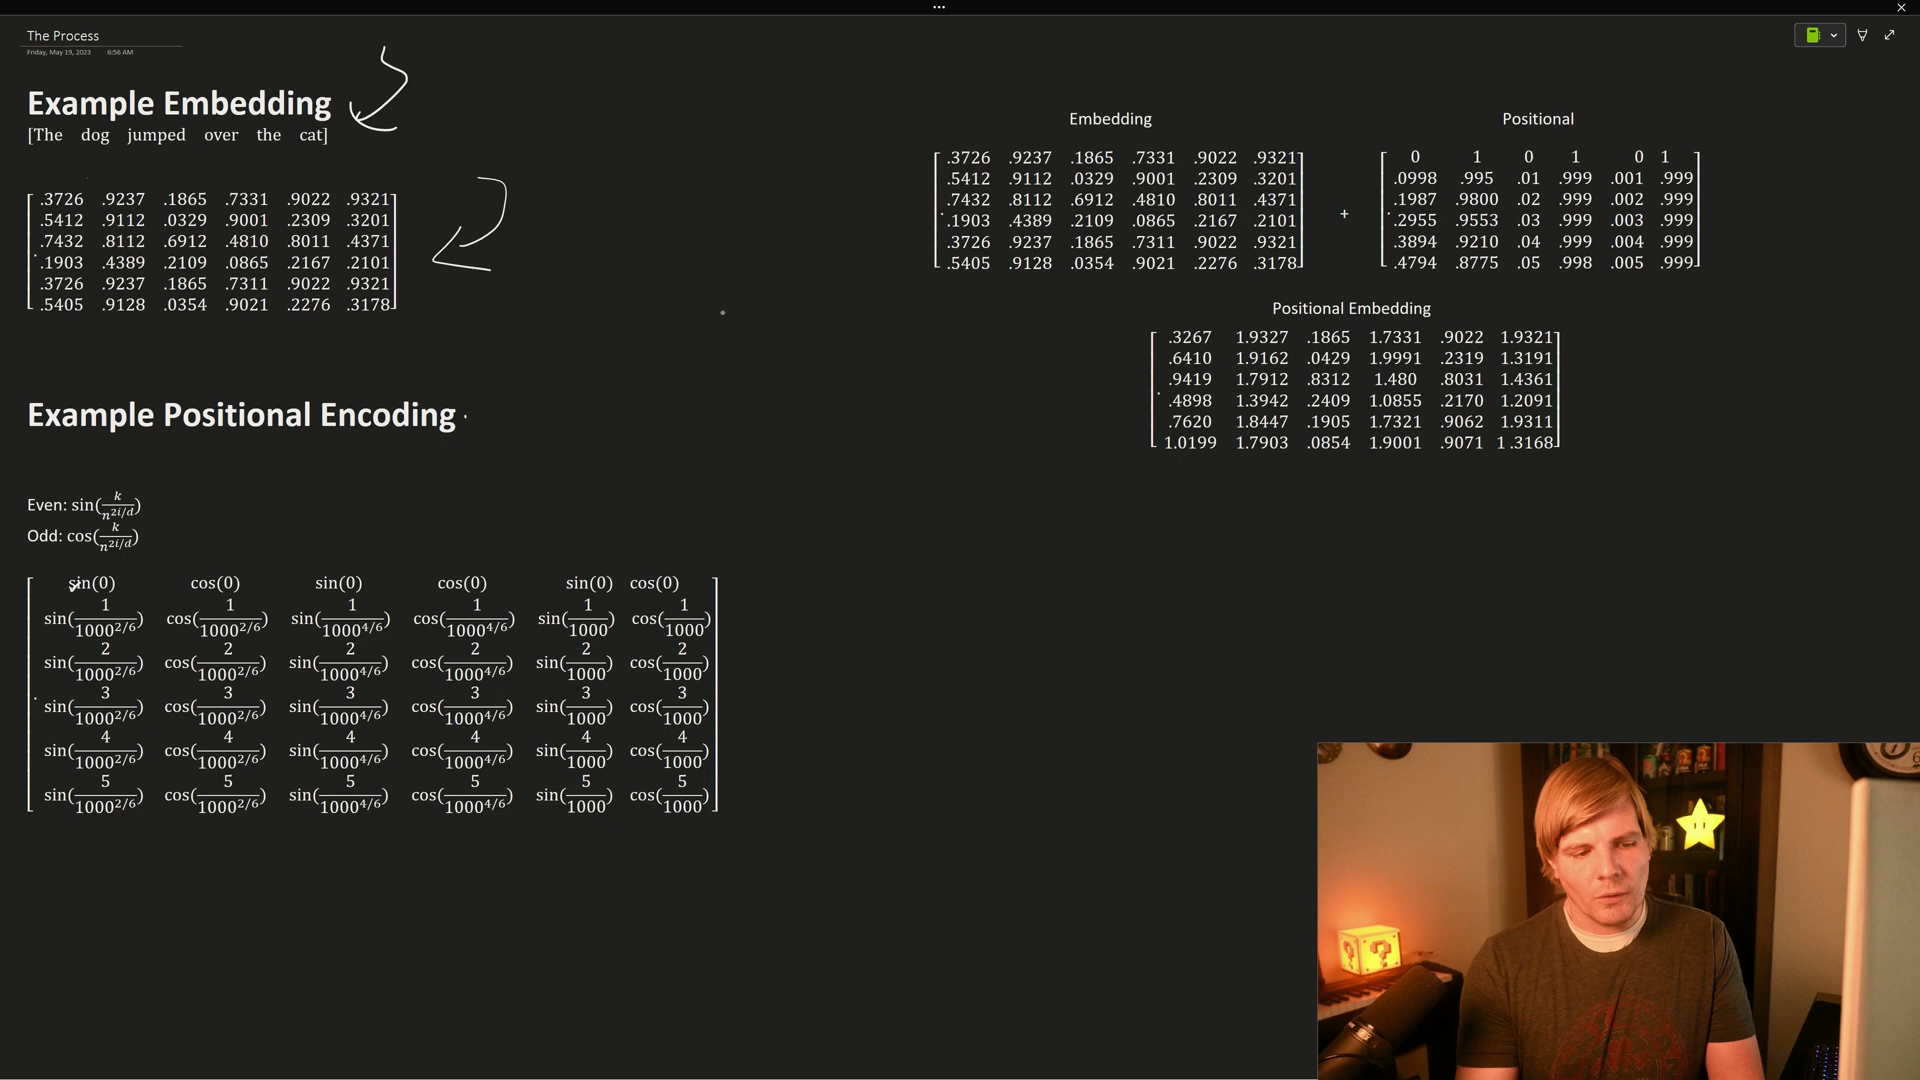 The Process
Friday, May 19, 2023 6:56 AM
Example Embedding
[The dog jumped over the cat]
.3726 .9237 .1865 .7331 .9022 .9321
.5412 .9112 .0329 .9001 .2309 .3201
.7432 .8112 .6912 .4810 .8011 .4371
.1903 .4389 .2109 .0865 .2167 .2101
.3726 .9237 .1865 .7311 .9022 .9321
.5405 .9128 .0354 .9021 .2276 .3178
Example Positional Encoding
Even: sin(k/n^2i/d)
Odd: cos(k/n^2i/d)
sin(0) cos(0) sin(0) cos(0) sin(0) cos(0)
sin(1/1000^2/6) cos(1/1000^2/6) sin(1/1000^4/6) cos(1/1000^4/6) sin(1/1000) cos(1/1000)
sin(2/1000^2/6) cos(2/1000^2/6) sin(2/1000^4/6) cos(2/1000^4/6) sin(2/1000) cos(2/1000)
sin(3/1000^2/6) cos(3/1000^2/6) sin(3/1000^4/6) cos(3/1000^4/6) sin(3/1000) cos(3/1000)
sin(4/1000^2/6) cos(4/1000^2/6) sin(4/1000^4/6) cos(4/1000^4/6) sin(4/1000) cos(4/1000)
sin(5/1000^2/6) cos(5/1000^2/6) sin(5/1000^4/6) cos(5/1000^4/6) sin(5/1000) cos(5/1000)
Embedding
.3726 .9237 .1865 .7331 .9022 .9321
.5412 .9112 .0329 .9001 .2309 .3201
.7432 .8112 .6912 .4810 .8011 .4371
.1903 .4389 .2109 .0865 .2167 .2101
.3726 .9237 .1865 .7311 .9022 .9321
.5405 .9128 .0354 .9021 .2276 .3178
+
Positional
0 1 0 1 0 1
.0998 .995 .01 .999 .001 .999
.1987 .9800 .02 .999 .002 .999
.2955 .9553 .03 .999 .003 .999
.3894 .9210 .04 .999 .004 .999
.4794 .8775 .05 .998 .005 .999
Positional Embedding
.3267 1.9327 .1865 1.7331 .9022 1.9321
.6410 1.9162 .0429 1.9991 .2319 1.3191
.9419 1.7912 .8312 1.480 .8031 1.4361
.4898 1.3942 .2409 1.0855 .2170 1.2091
.7620 1.8447 .1905 1.7321 .9062 1.9311
1.0199 1.7903 .0854 1.9001 .9071 1 .3168